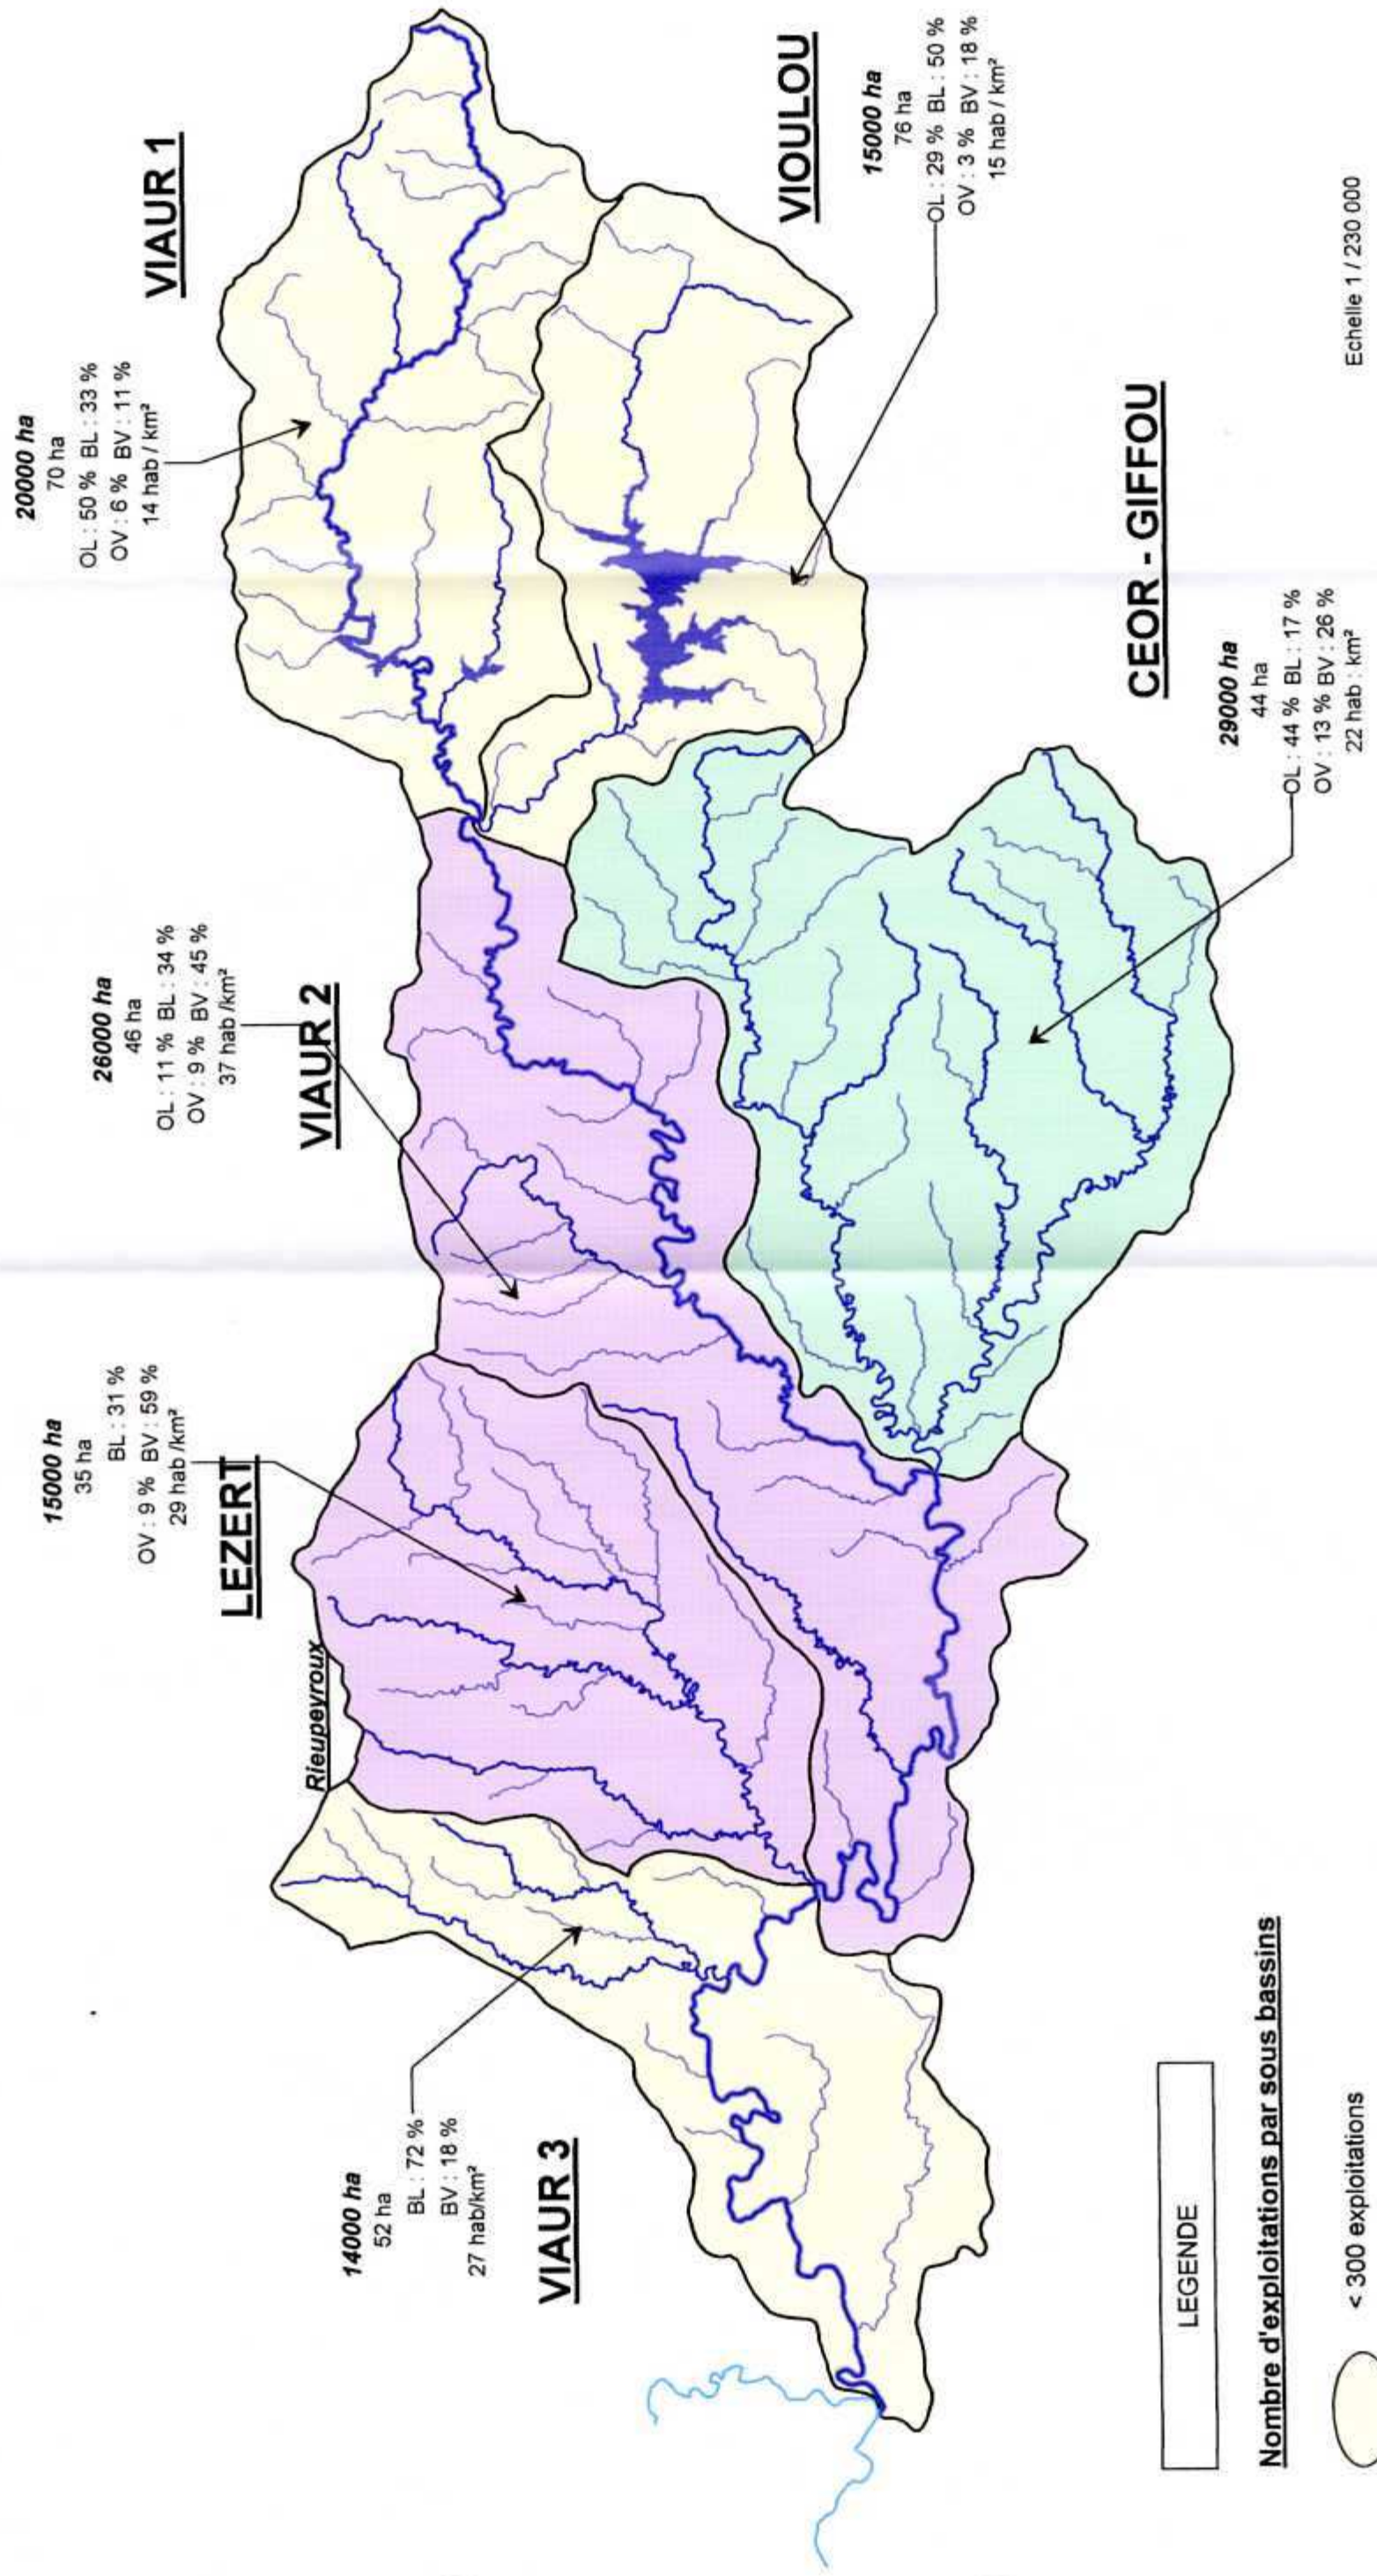 VIAUR 1
20000 ha
70 ha
OL : 50 % BL : 33 %
OV : 6 % BV : 11 %
14 hab / km²
VIOULOU
15000 ha
76 ha
OL : 29 % BL : 50 %
OV : 3 % BV : 18 %
15 hab / km²
VIAUR 2
26000 ha
46 ha
OL : 11 % BL : 34 %
OV : 9 % BV : 45 %
37 hab /km²
CEOR - GIFFOU
29000 ha
44 ha
OL : 44 % BL : 17 %
OV : 13 % BV : 26 %
22 hab : km²
LEZERT
15000 ha
35 ha
BL : 31 %
OV : 9 % BV : 59 %
29 hab /km²
Rieupeyroux
VIAUR 3
14000 ha
52 ha
BL : 72 %
BV : 18 %
27 hab/km²
Echelle 1 / 230 000
LEGENDE
Nombre d'exploitations par sous bassins
< 300 exploitations